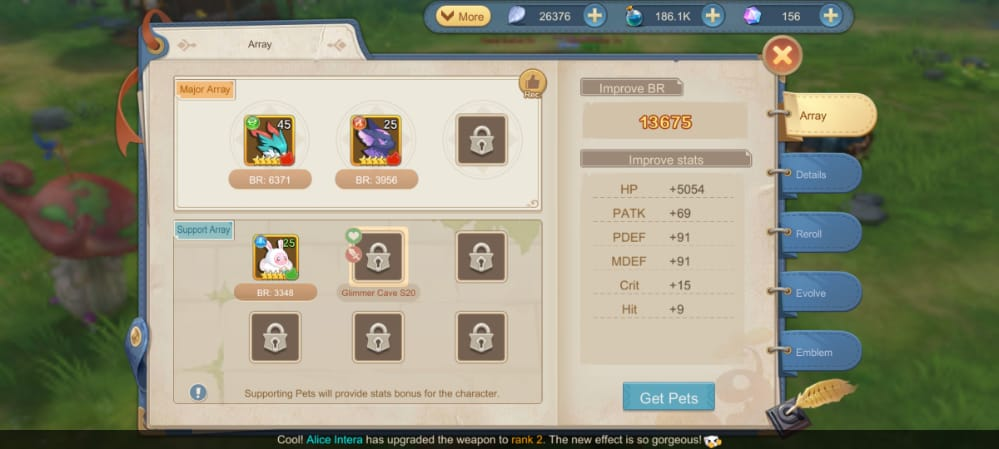 More
26376
186.1K
156
Array
Major Array
Rec.
45
25
BR: 6371
BR: 3956
Support Array
25
BR: 3348
Glimmer Cave S20
Supporting Pets will provide stats bonus for the character.
Improve BR
13675
Improve stats
HP +5054
PATK +69
PDEF +91
MDEF +91
Crit +15
Hit +9
Get Pets
Array
Details
Reroll
Evolve
Emblem
Cool! Alice Intera has upgraded the weapon to rank 2. The new effect is so gorgeous!